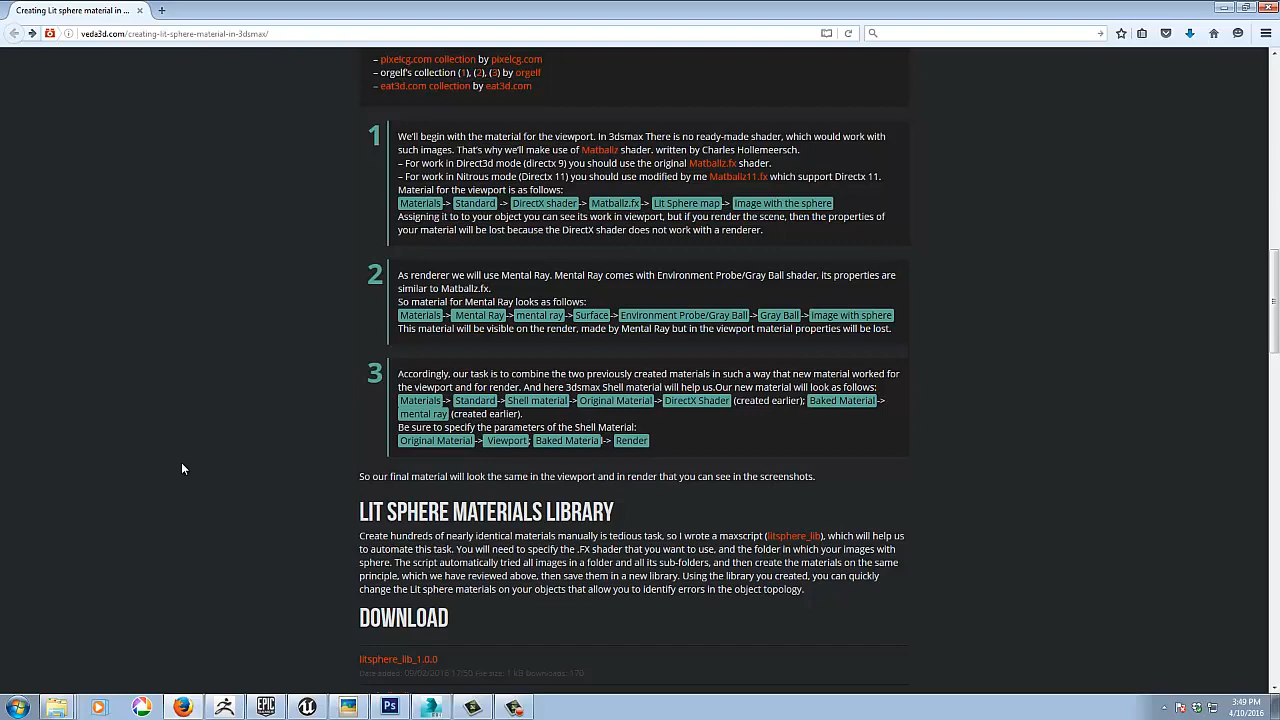 Creating Lit sphere material in ...
veda3d.com/creating-lit-sphere-material-in-3dsmax/
– pixelcg.com collection by pixelcg.com
– orgelf's collection (1), (2), (3) by orgelf
– eat3d.com collection by eat3d.com
1
We'll begin with the material for the viewport. In 3dsmax There is no ready-made shader, which would work with
such images. That's why we'll make use of Matballz shader. written by Charles Hollemeersch.
– For work in Direct3d mode (directx 9) you should use the original Matballz.fx shader.
– For work in Nitrous mode (Directx 11) you should use modified by me Matballz11.fx which support Directx 11.
Material for the viewport is as follows:
Materials-> Standard -> DirectX shader-> Matballz.fx-> Lit Sphere map-> Image with the sphere
Assigning it to to your object you can see its work in viewport, but if you render the scene, then the properties of
your material will be lost because the DirectX shader does not work with a renderer.
2
As renderer we will use Mental Ray. Mental Ray comes with Environment Probe/Gray Ball shader, its properties are
similar to Matballz.fx.
So material for Mental Ray looks as follows:
Materials-> Mental Ray->mental ray->Surface->Environment Probe/Gray Ball->Gray Ball->Image with sphere
This material will be visible on the render, made by Mental Ray but in the viewport material properties will be lost.
3
Accordingly, our task is to combine the two previously created materials in such a way that new material worked for
the viewport and for render. And here 3dsmax Shell material will help us.Our new material will look as follows:
Materials-> Standard->Shell material->Original Material->DirectX Shader (created earlier); Baked Material->
mental ray (created earlier).
Be sure to specify the parameters of the Shell Material:
Original Material-> Viewport; Baked Material-> Render
So our final material will look the same in the viewport and in render that you can see in the screenshots.
LIT SPHERE MATERIALS LIBRARY
Create hundreds of nearly identical materials manually is tedious task, so I wrote a maxscript (litsphere_lib), which will help us
to automate this task. You will need to specify the .FX shader that you want to use, and the folder in which your images with
sphere. The script automatically tried all images in a folder and all its sub-folders, and then create the materials on the same
principle, which we have reviewed above, then save them in a new library. Using the library you created, you can quickly
change the Lit sphere materials on your objects that allow you to identify errors in the object topology.
DOWNLOAD
litsphere_lib_1.0.0
Date added: 09/02/2016 17:50 File size: 1 kB Downloads: 170
EPIC
GAMES
Ps
3:49 PM
4/10/2016